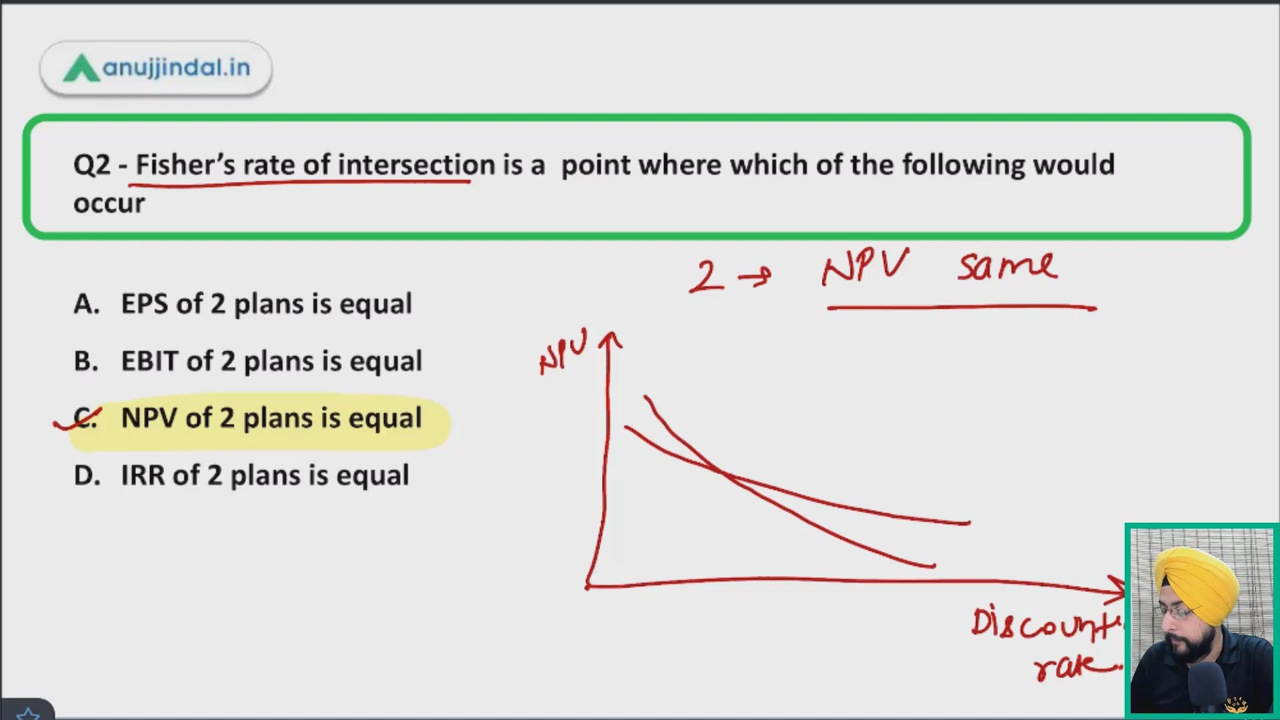 anujjindal.in
Q2 - Fisher's rate of intersection is a point where which of the following would
occur
2 → NPV same
A. EPS of 2 plans is equal
B. EBIT of 2 plans is equal
C. NPV of 2 plans is equal
D. IRR of 2 plans is equal
NPV
Discount
rate